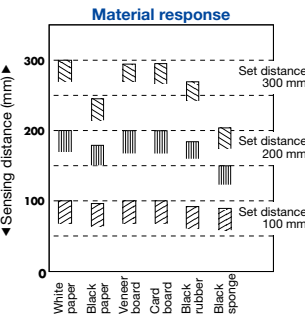 Material response
Sensing distance (mm)
300
200
100
0
Set distance
300 mm
Set distance
200 mm
Set distance
100 mm
White
paper
Black
paper
Veneer
board
Card
board
Black
rubber
Black
sponge